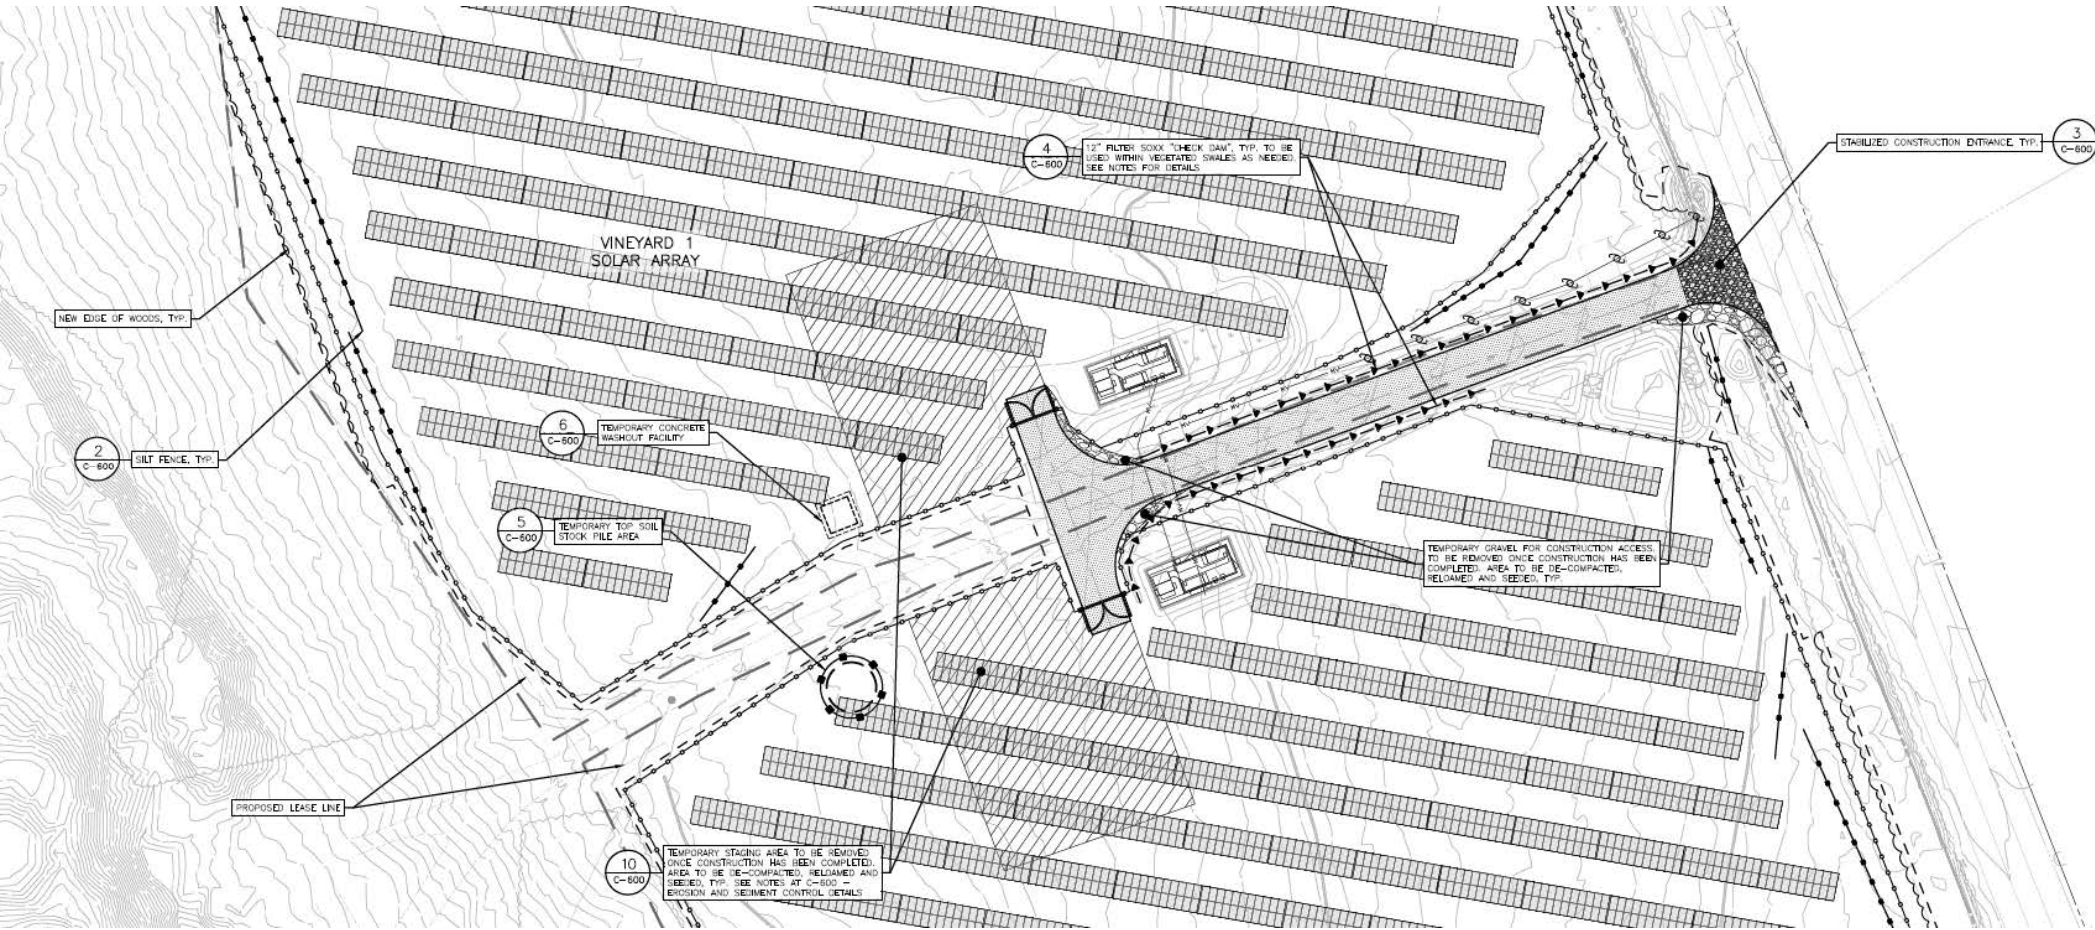 4
C-600
12" FILTER SOXX "CHECK DAM", TYP. TO BE
USED WITHIN VEGETATED SWALES AS NEEDED.
SEE NOTES FOR DETAILS
STABILIZED CONSTRUCTION ENTRANCE, TYP.
3
C-600
VINEYARD 1
SOLAR ARRAY
NEW EDGE OF WOODS, TYP.
2
C-600
SILT FENCE, TYP.
6
C-600
TEMPORARY CONCRETE
WASHOUT FACILITY
5
C-600
TEMPORARY TOP SOIL
STOCK PILE AREA
TEMPORARY GRAVEL FOR CONSTRUCTION ACCESS.
TO BE REMOVED ONCE CONSTRUCTION HAS BEEN
COMPLETED. AREA TO BE DE-COMPACTED,
RELOAMED AND SEEDED, TYP.
PROPOSED LEASE LINE
10
C-600
TEMPORARY STAGING AREA TO BE REMOVED
ONCE CONSTRUCTION HAS BEEN COMPLETED.
AREA TO BE DE-COMPACTED, RELOAMED AND
SEEDED, TYP. SEE NOTES AT C-600 -
EROSION AND SEDIMENT CONTROL DETAILS